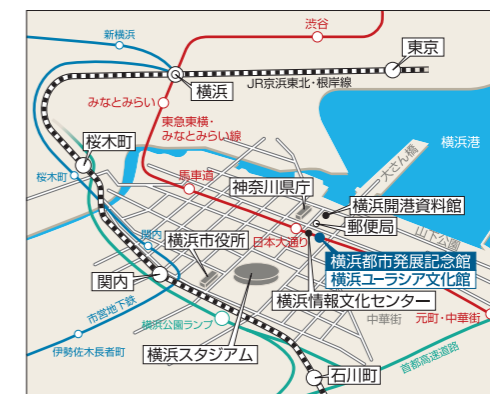 渋谷
新横浜
東京
横浜
JR京浜東北・根岸線
みなとみらい
東急東横・
みなとみらい線
横浜港
桜木町
大さん橋
桜木町
馬車道
神奈川県庁
横浜開港資料館
郵便局
山下公園
関内
横浜市役所
日本大通り
横浜都市発展記念館
横浜ユーラシア文化館
関内
横浜情報文化センター
市営地下鉄
横浜公園ランプ
中華街
元町・中華街
伊勢佐木長者町
横浜スタジアム
首都高速道路
石川町